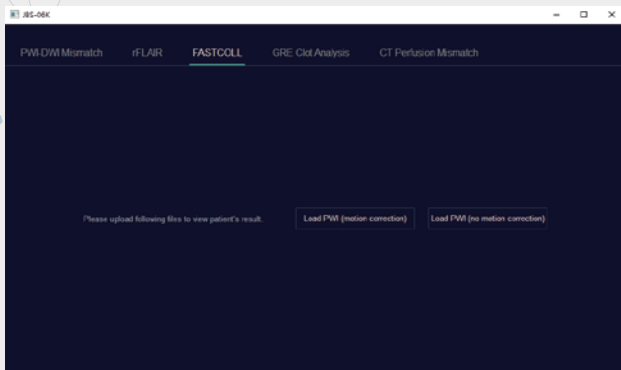 JBS-06K
PWI-DWI Mismatch rFLAIR FASTCOLL GRE Clot Analysis CT Perfusion Mismatch
Please upload following files to view patient's result. Load PWI (motion correction) Load PWI (no motion correction)